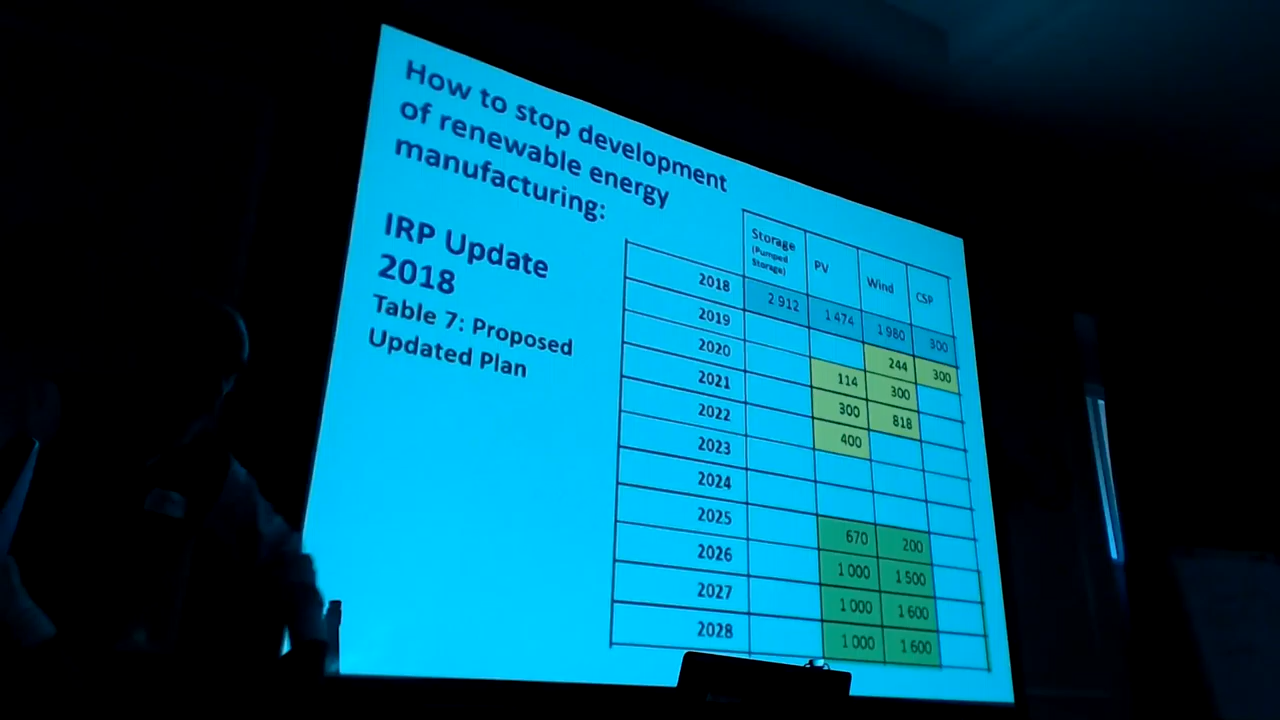 How to stop development
of renewable energy
manufacturing:
IRP Update
2018
Table 7: Proposed
Updated Plan
Storage (Pumped Storage) PV Wind CSP
2018 2 912 1 474 1 980 300
2019 244 300
2020 114 300
2021 300 818
2022 400
2023
2024
2025 670 200
2026 1 000 1 500
2027 1 000 1 600
2028 1 000 1 600